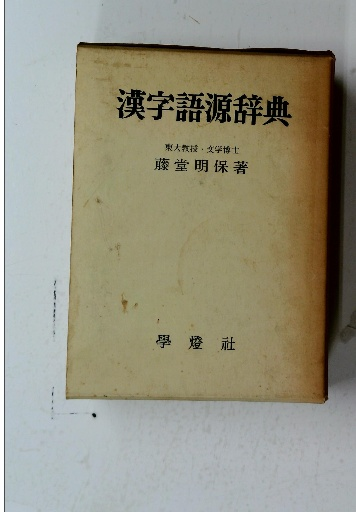 漢字語源辞典
東大教授・文学博士
藤堂明保著
學燈社